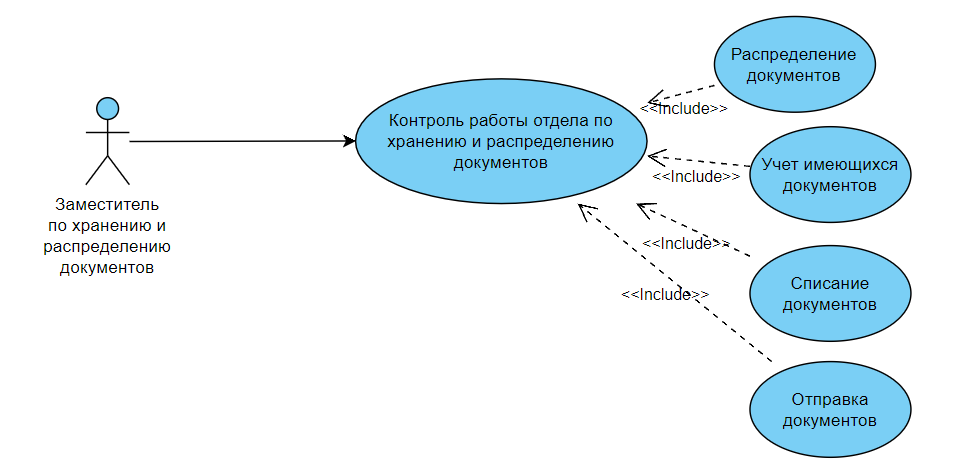 Заместитель
по хранению и
распределению
документов
Контроль работы отдела по
хранению и распределению
документов
<<Include>>
Распределение
документов
<<Include>>
Учет имеющихся
документов
<<Include>>
Списание
документов
<<Include>>
Отправка
документов